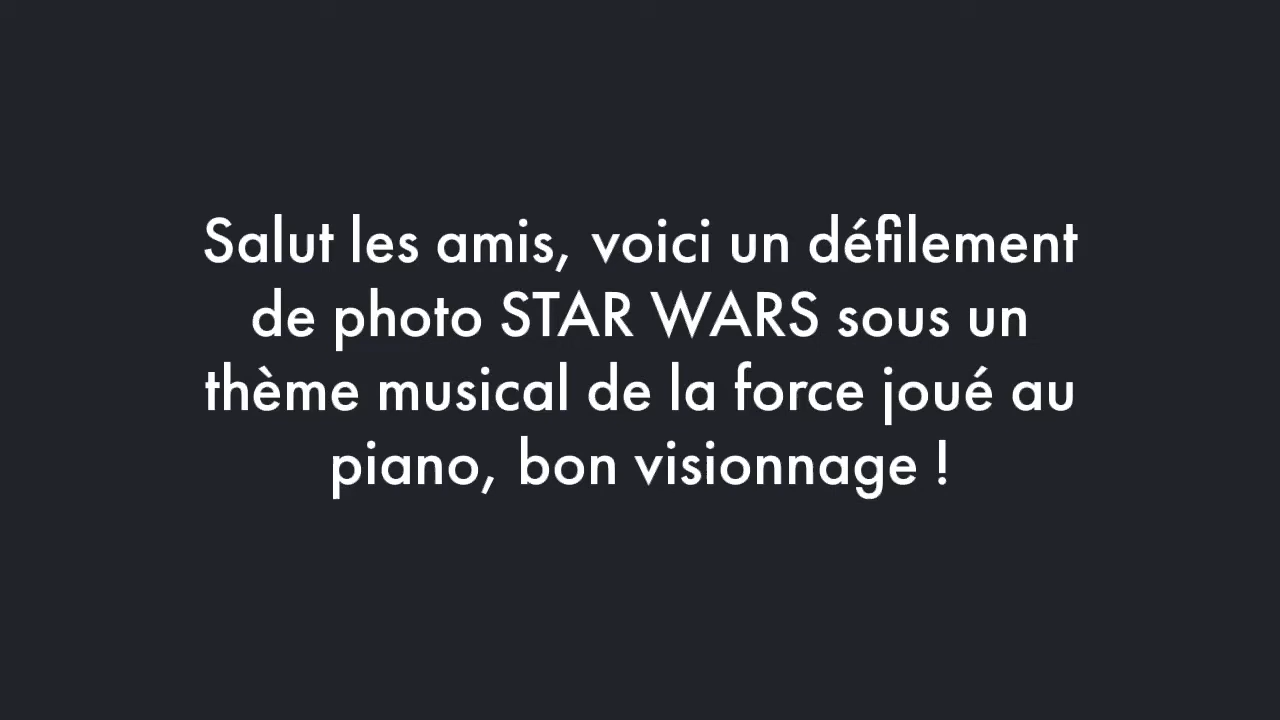 Salut les amis, voici un défilement
de photo STAR WARS sous un
thème musical de la force joué au
piano, bon visionnage !